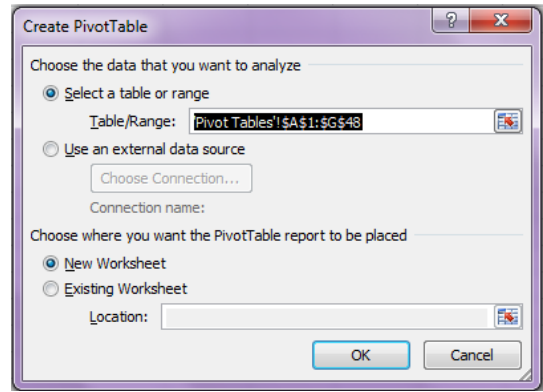 Create PivotTable
?
X
Choose the data that you want to analyze
Select a table or range
Table/Range: 'Pivot Tables'!$A$1:$G$48
Use an external data source
Choose Connection...
Connection name:
Choose where you want the PivotTable report to be placed
New Worksheet
Existing Worksheet
Location:
OK Cancel